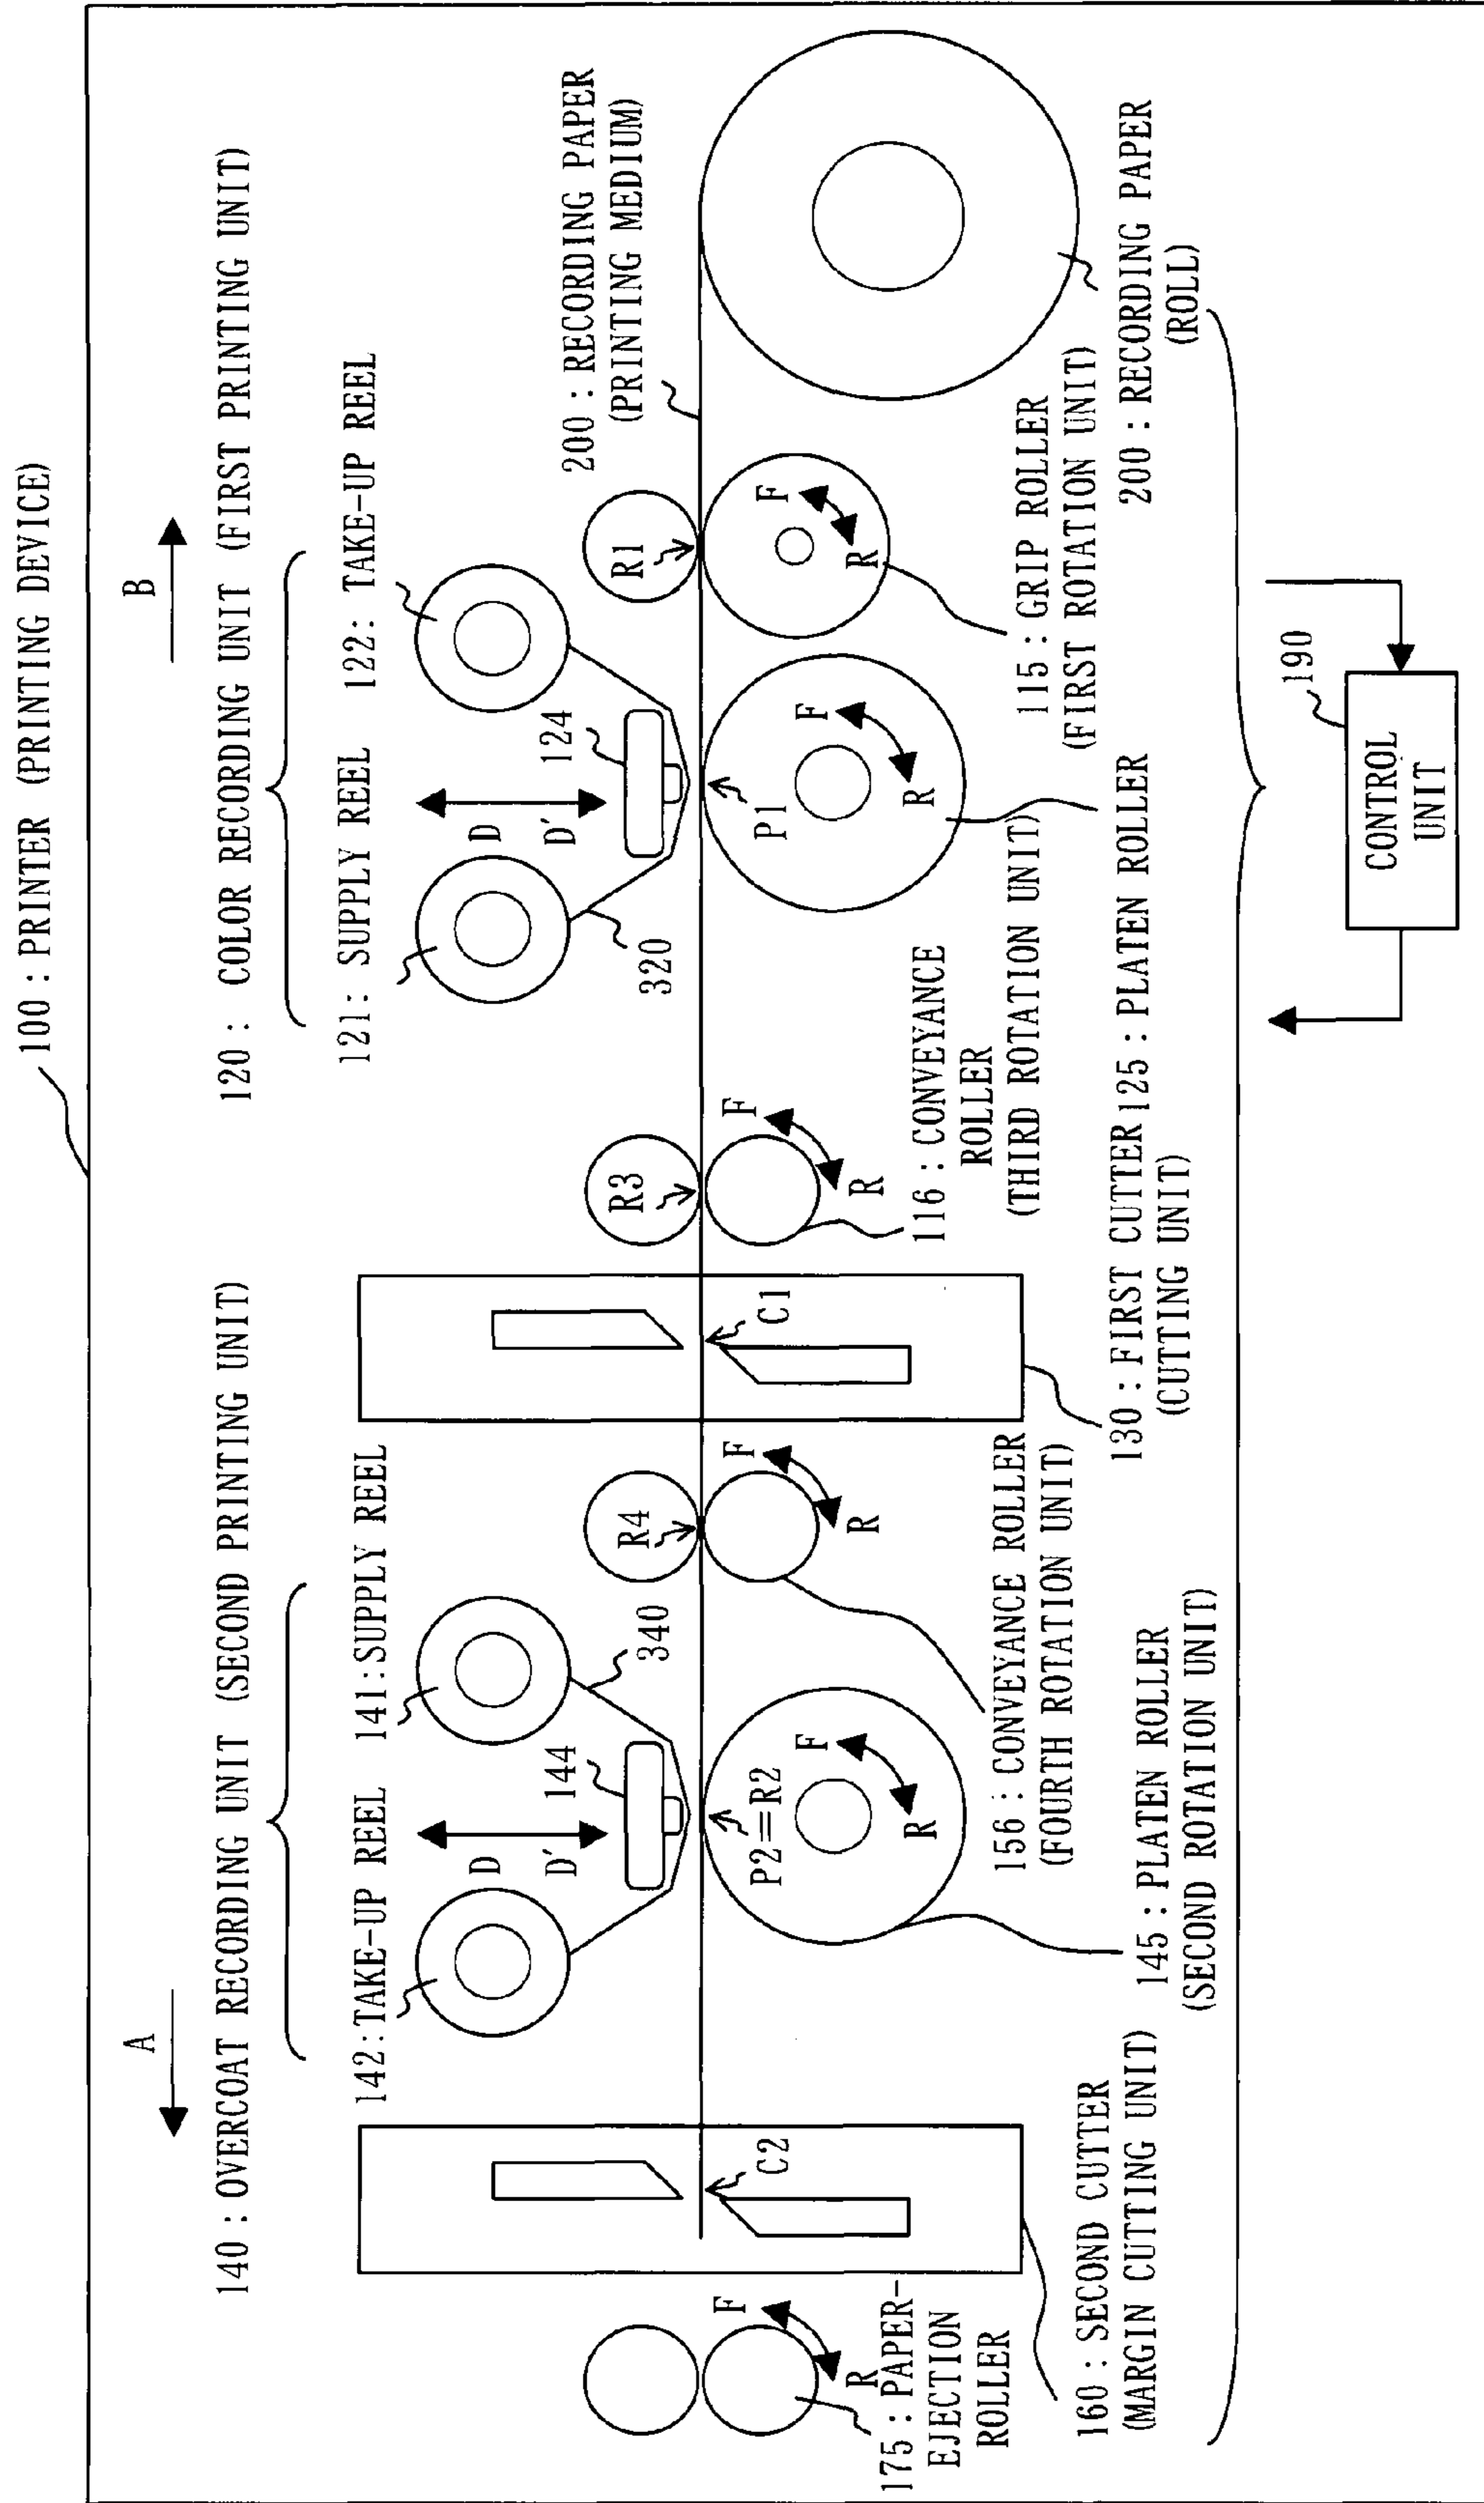 100 : PRINTER (PRINTING DEVICE)
A
B
140 : OVERCOAT RECORDING UNIT (SECOND PRINTING UNIT)
120 : COLOR RECORDING UNIT (FIRST PRINTING UNIT)
142:TAKE-UP REEL
141:SUPPLY REEL
121: SUPPLY REEL
122: TAKE-UP REEL
D
D'
144
340
D
D'
124
320
200 : RECORDING PAPER
(PRINTING MEDIUM)
R4
R3
R1
C2
P2=R2
C1
P1
F
R
F
R
F
R
F
R
F
R
F
R
175 : PAPER-
EJECTION
ROLLER
160 : SECOND CUTTER
(MARGIN CUTTING UNIT)
145 : PLATEN ROLLER
(SECOND ROTATION UNIT)
156 : CONVEYANCE ROLLER
(FOURTH ROTATION UNIT)
130 : FIRST CUTTER
(CUTTING UNIT)
116 : CONVEYANCE
ROLLER
(THIRD ROTATION UNIT)
125 : PLATEN ROLLER
115 : GRIP ROLLER
(FIRST ROTATION UNIT)
200 : RECORDING PAPER
(ROLL)
190
CONTROL
UNIT